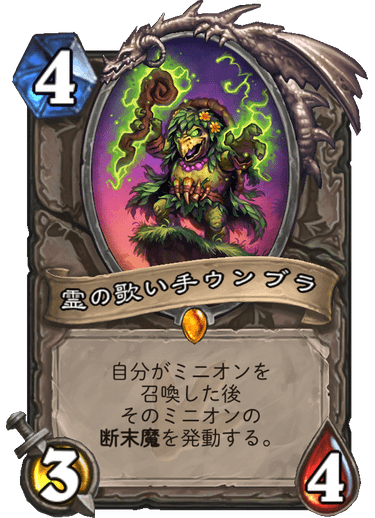 4
霊の歌い手ウンブラ
自分がミニオンを
召喚した後
そのミニオンの
断末魔を発動する。
3
4